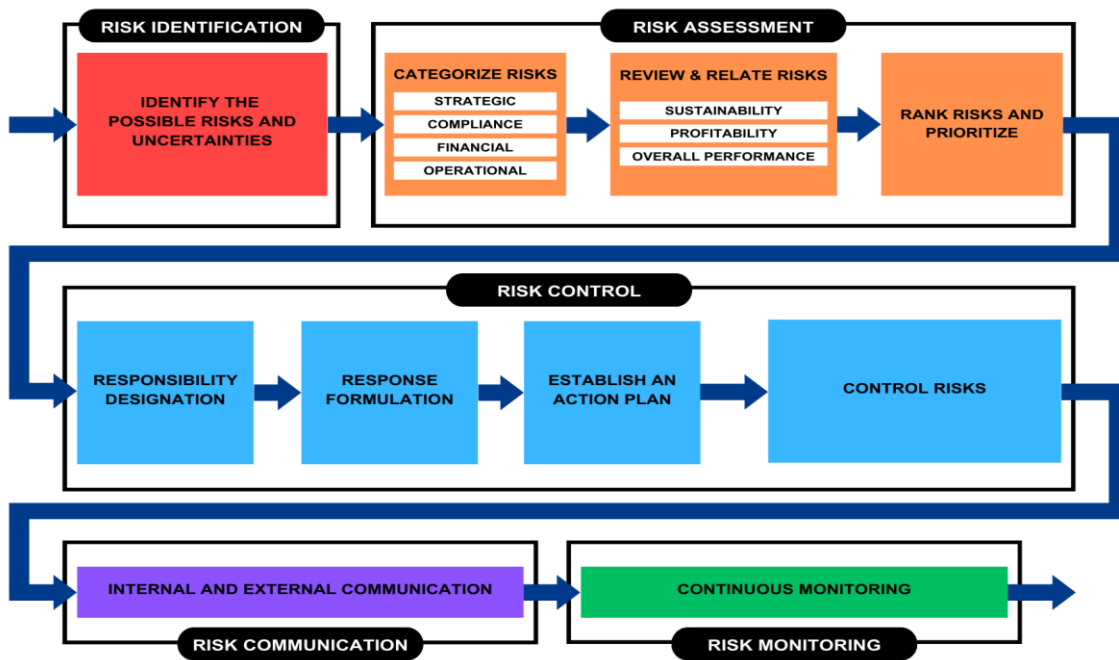 RISK IDENTIFICATION
IDENTIFY THE
POSSIBLE RISKS AND
UNCERTAINTIES
RISK ASSESSMENT
CATEGORIZE RISKS
STRATEGIC
COMPLIANCE
FINANCIAL
OPERATIONAL
REVIEW & RELATE RISKS
SUSTAINABILITY
PROFITABILITY
OVERALL PERFORMANCE
RANK RISKS AND
PRIORITIZE
RISK CONTROL
RESPONSIBILITY
DESIGNATION
RESPONSE
FORMULATION
ESTABLISH AN
ACTION PLAN
CONTROL RISKS
INTERNAL AND EXTERNAL COMMUNICATION
RISK COMMUNICATION
CONTINUOUS MONITORING
RISK MONITORING